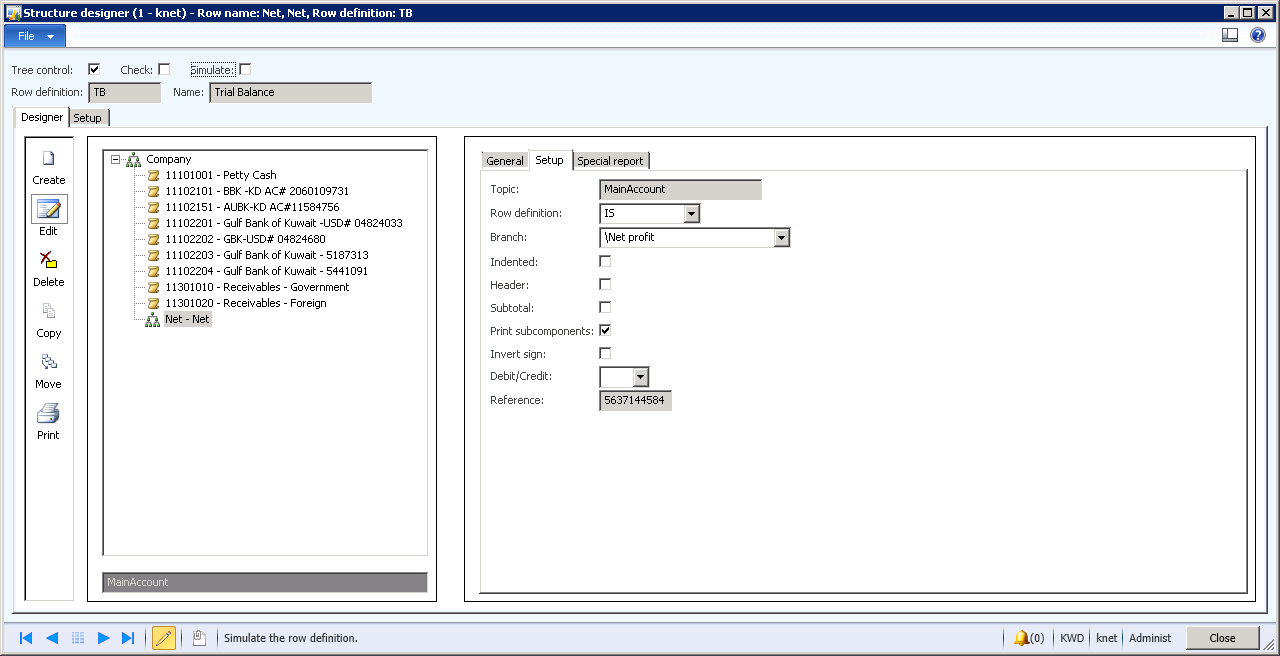 Structure designer (1 - knet) - Row name: Net, Net, Row definition: TB
File
Tree control: Check: Simulate:
Row definition: TB Name: Trial Balance
Designer Setup
Create
Edit
Delete
Copy
Move
Print
Company
11101001 - Petty Cash
11102101 - BBK -KD AC# 2060109731
11102151 - AUBK-KD AC#11584756
11102201 - Gulf Bank of Kuwait -USD# 04824033
11102202 - GBK-USD# 04824680
11102203 - Gulf Bank of Kuwait - 5187313
11102204 - Gulf Bank of Kuwait - 5441091
11301010 - Receivables - Government
11301020 - Receivables - Foreign
Net - Net
MainAccount
General Setup Special report
Topic: MainAccount
Row definition: IS
Branch: \Net profit
Indented:
Header:
Subtotal:
Print subcomponents:
Invert sign:
Debit/Credit:
Reference: 5637144584
Simulate the row definition.
(0) KWD knet Administ Close